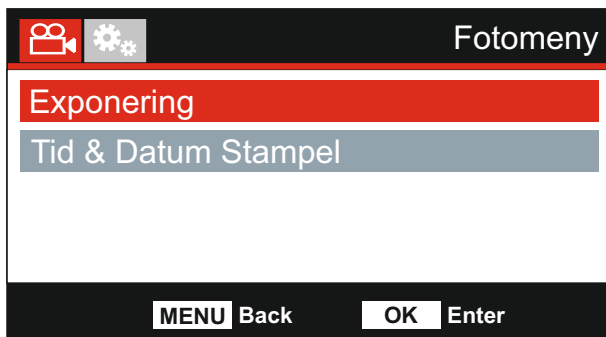 Fotomeny
Exponering
Tid & Datum Stampel
MENU Back OK Enter